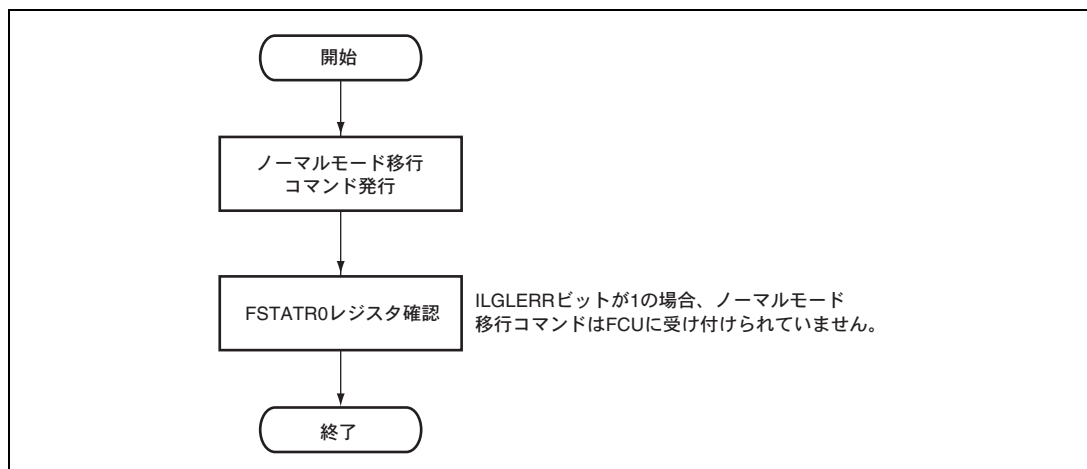 開始
ノーマルモード移行
コマンド発行
FSTATR0レジスタ確認
ILGLERRビットが1の場合、ノーマルモード
移行コマンドはFCUに受け付けられていません。
終了